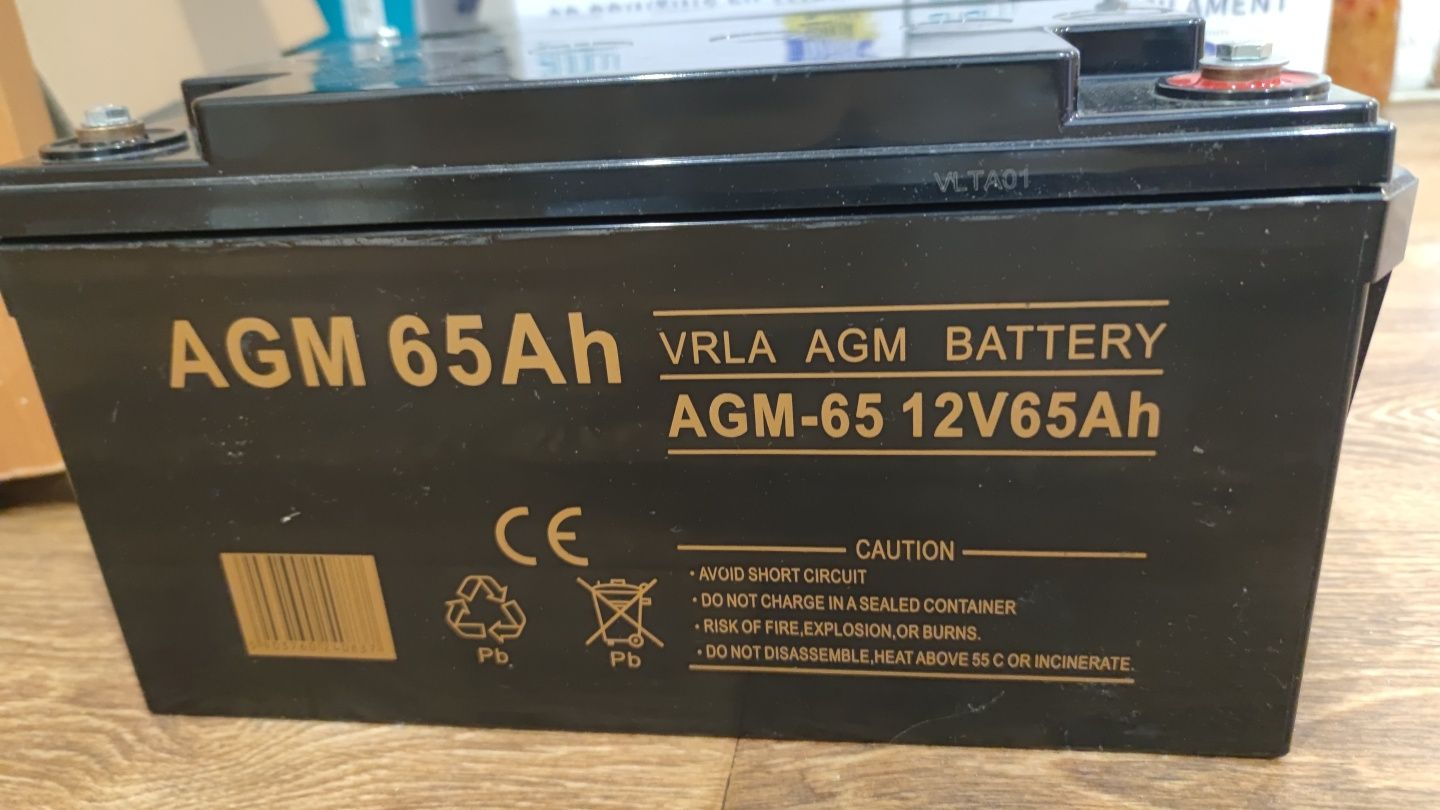 FILAMENT
VLTA01
AGM 65Ah
VRLA AGM BATTERY
AGM-65 12V65Ah
CE
CAUTION
• AVOID SHORT CIRCUIT
• DO NOT CHARGE IN A SEALED CONTAINER
• RISK OF FIRE,EXPLOSION,OR BURNS.
• DO NOT DISASSEMBLE,HEAT ABOVE 55 C OR INCINERATE.
Pb.
Pb